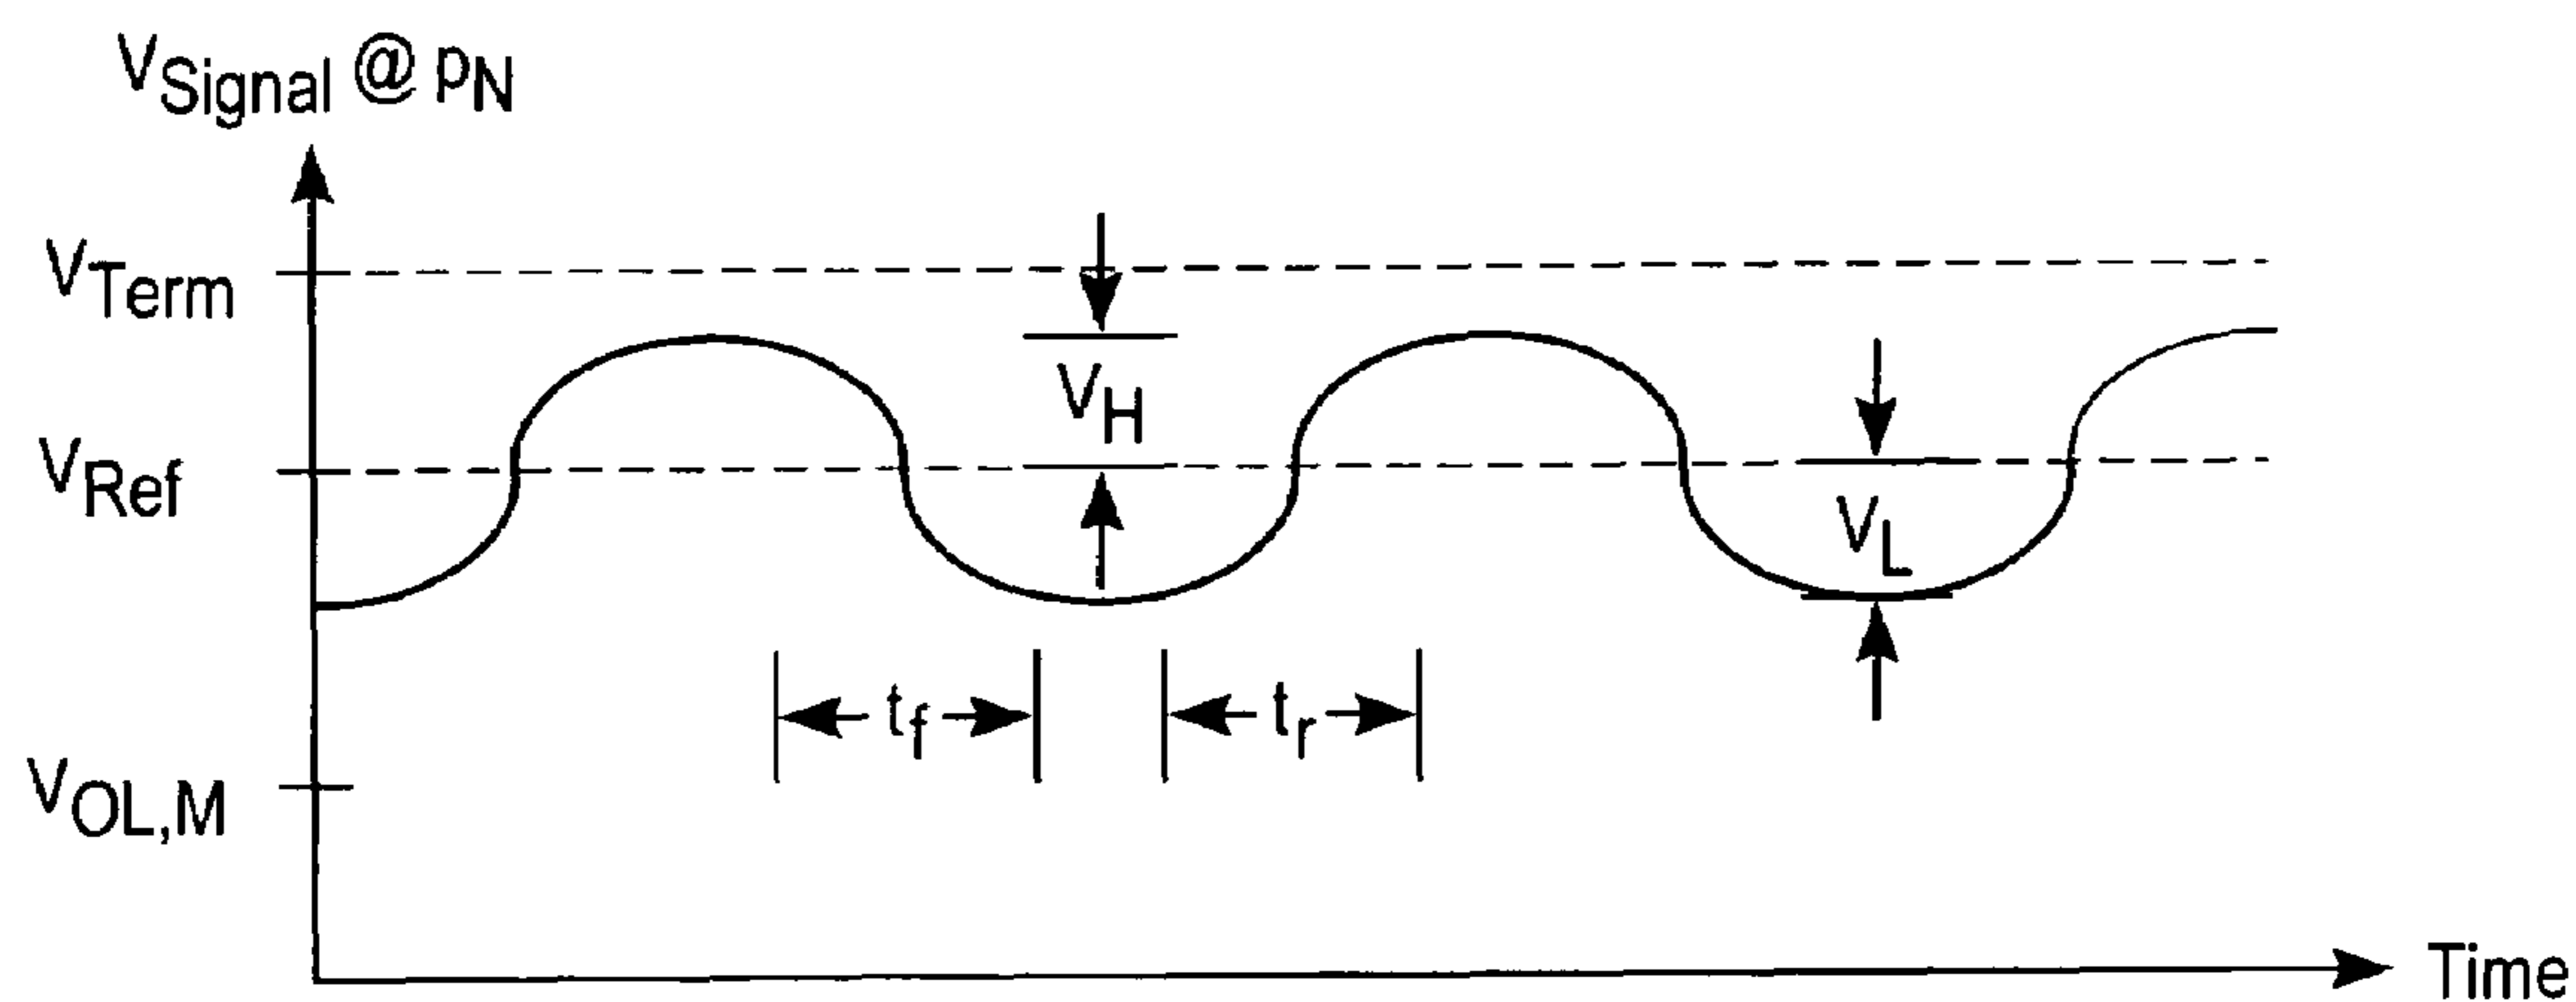 VSignal @ pN
VTerm
VH
VRef
VL
tf
tr
VOL,M
Time